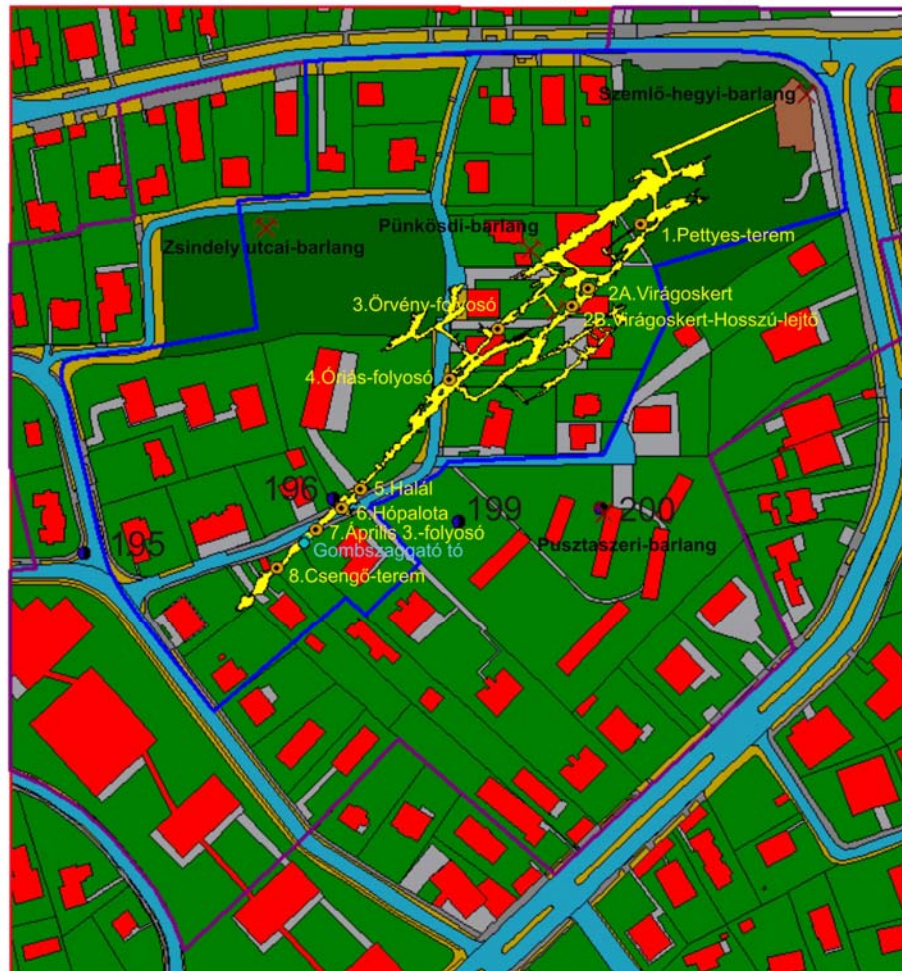 Szemlő-hegyi-barlang
Zsindely utcai-barlang
Pünkösdi-barlang
1.Pettyes-terem
2A.Virágoskert
2B.Virágoskert-Hosszú-lejtő
3.Örvény-folyosó
4.Óriás-folyosó
5.Halál
196
6.Hópalota
199
200
7.Április 3.-folyosó
195
Gombszaggató tó
Pusztaszeri-barlang
8.Csengő-terem